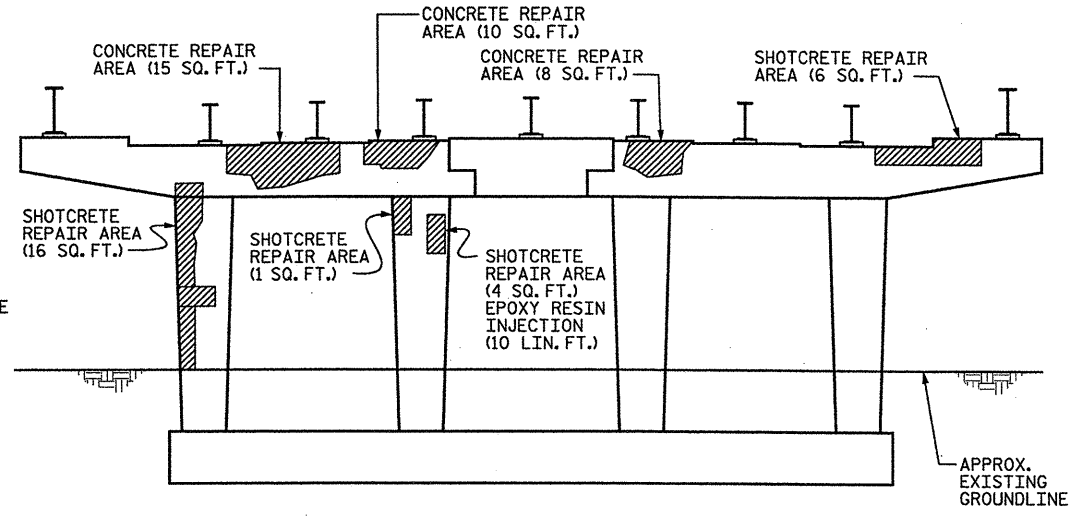 CONCRETE REPAIR
AREA (10 SQ. FT.)
CONCRETE REPAIR
AREA (15 SQ. FT.)
CONCRETE REPAIR
AREA (8 SQ. FT.)
SHOTCRETE REPAIR
AREA (6 SQ. FT.)
SHOTCRETE
REPAIR AREA
(16 SQ. FT.)
SHOTCRETE
REPAIR AREA
(1 SQ. FT.)
SHOTCRETE
REPAIR AREA
(4 SQ. FT.)
EPOXY RESIN
INJECTION
(10 LIN. FT.)
E
APPROX.
EXISTING
GROUNDLINE